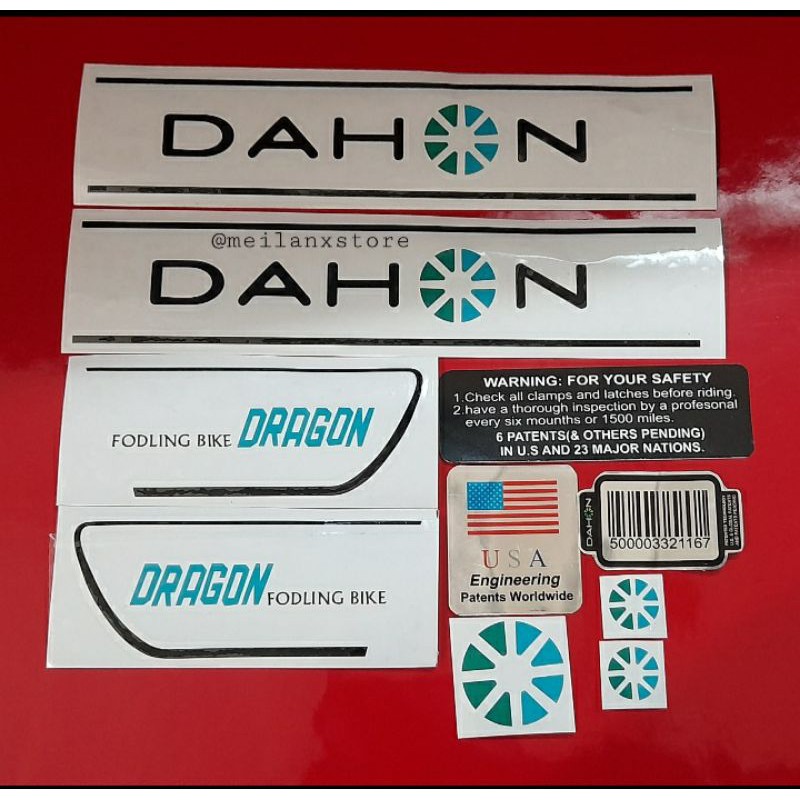 DAHON
@meilanxstore
DAHON
FODLING BIKE DRAGON
WARNING: FOR YOUR SAFETY
1.Check all clamps and latches before riding.
2.have a thorough inspection by a profesonal
every six mounths or 1500 miles.
6 PATENTS(& OTHERS PENDING)
IN U.S AND 23 MAJOR NATIONS.
DRAGON FODLING BIKE
USA
Engineering
Patents Worldwide
DAHON
500003321167